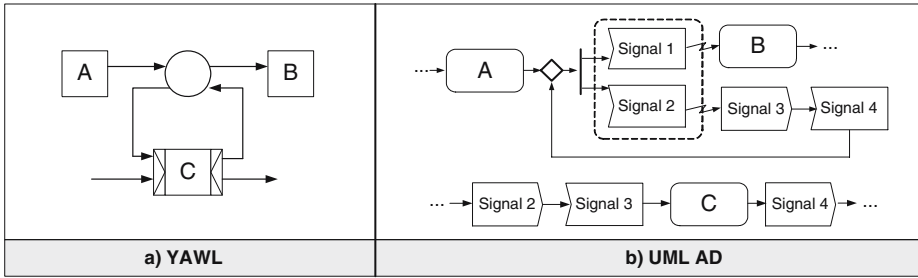 A
B
C
a) YAWL
... A
Signal 1
B ...
Signal 2
Signal 3
Signal 4
... Signal 2
Signal 3
C
Signal 4 ...
b) UML AD